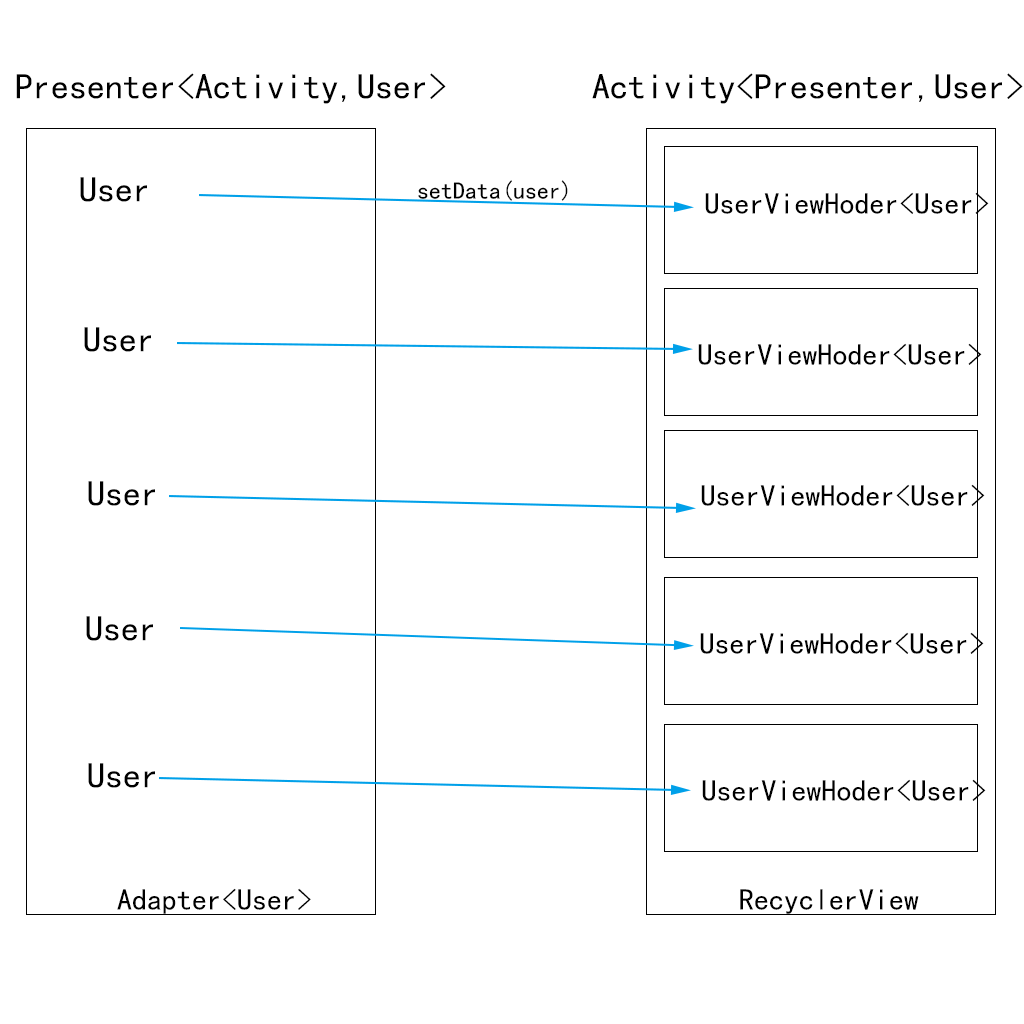 Presenter<Activity,User>
Activity<Presenter,User>
User
setData(user)
UserViewHoder<User>
User
UserViewHoder<User>
User
UserViewHoder<User>
User
UserViewHoder<User>
User
UserViewHoder<User>
Adapter<User>
RecyclerView